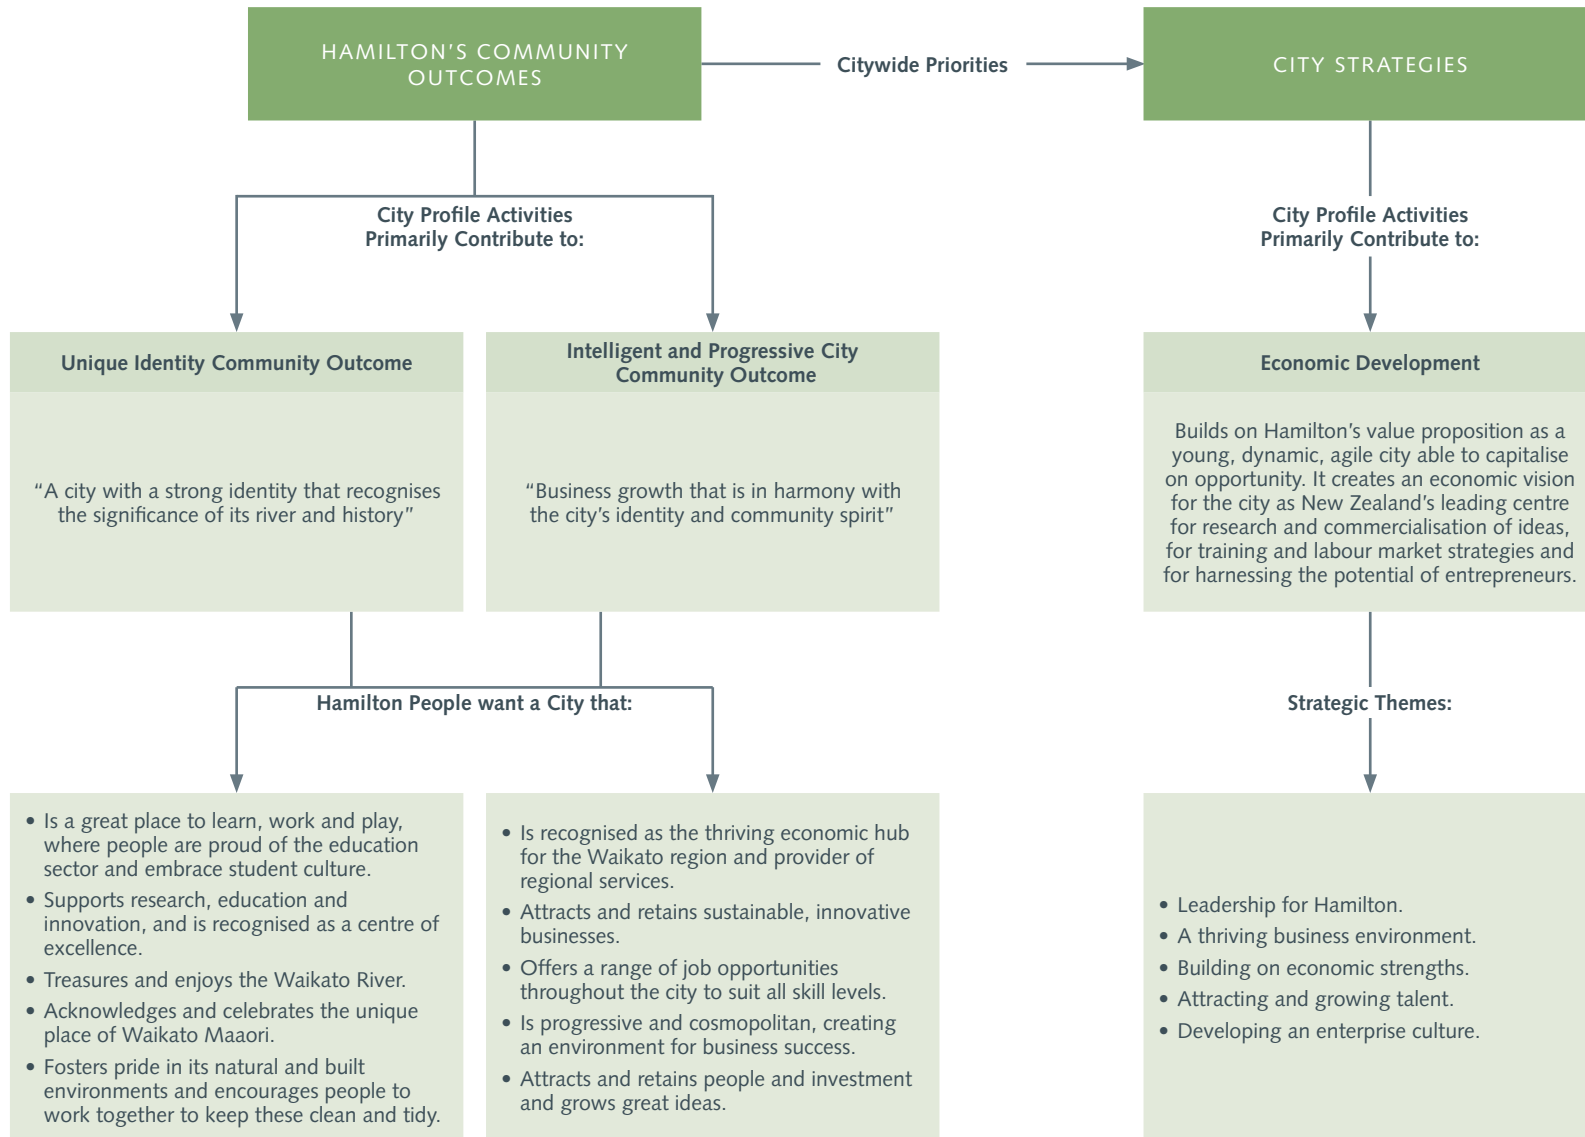 HAMILTON'S COMMUNITY
OUTCOMES
Citywide Priorities
CITY STRATEGIES
City Profile Activities
Primarily Contribute to:
City Profile Activities
Primarily Contribute to:
Unique Identity Community Outcome
“A city with a strong identity that recognises
the significance of its river and history”
Intelligent and Progressive City
Community Outcome
“Business growth that is in harmony with
the city’s identity and community spirit”
Economic Development
Builds on Hamilton’s value proposition as a
young, dynamic, agile city able to capitalise
on opportunity. It creates an economic vision
for the city as New Zealand’s leading centre
for research and commercialisation of ideas,
for training and labour market strategies and
for harnessing the potential of entrepreneurs.
Hamilton People want a City that:
Strategic Themes:
• Is a great place to learn, work and play,
where people are proud of the education
sector and embrace student culture.
• Supports research, education and
innovation, and is recognised as a centre of
excellence.
• Treasures and enjoys the Waikato River.
• Acknowledges and celebrates the unique
place of Waikato Maaori.
• Fosters pride in its natural and built
environments and encourages people to
work together to keep these clean and tidy.
• Is recognised as the thriving economic hub
for the Waikato region and provider of
regional services.
• Attracts and retains sustainable, innovative
businesses.
• Offers a range of job opportunities
throughout the city to suit all skill levels.
• Is progressive and cosmopolitan, creating
an environment for business success.
• Attracts and retains people and investment
and grows great ideas.
• Leadership for Hamilton.
• A thriving business environment.
• Building on economic strengths.
• Attracting and growing talent.
• Developing an enterprise culture.